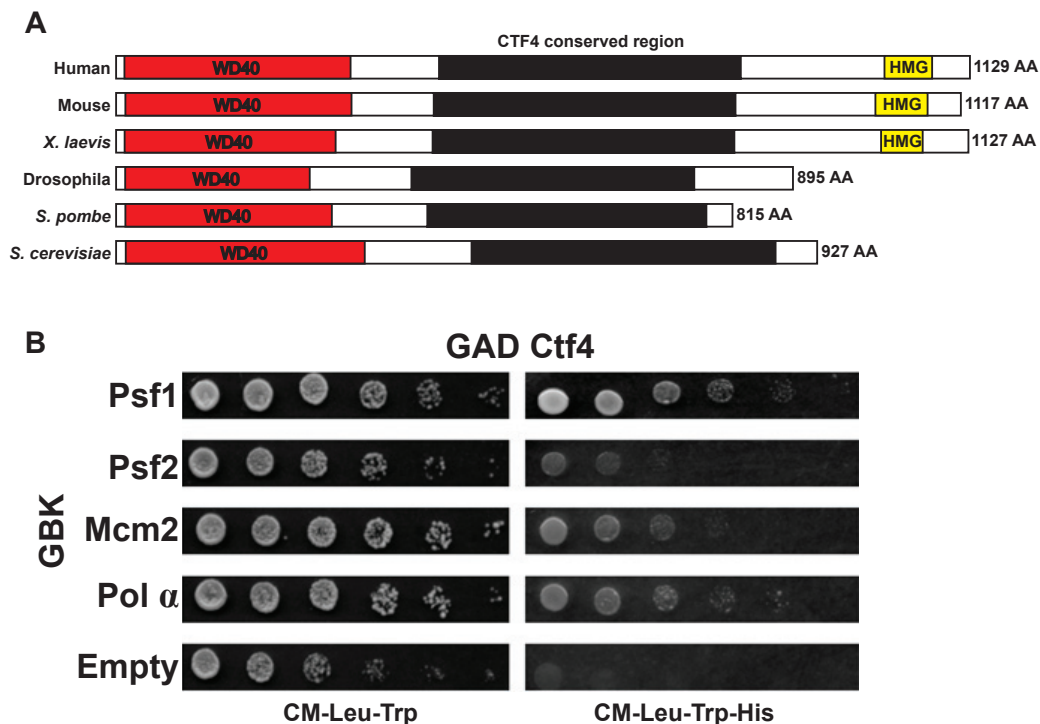 A
CTF4 conserved region
Human WD40 HMG 1129 AA
Mouse WD40 HMG 1117 AA
X. laevis WD40 HMG 1127 AA
Drosophila WD40 895 AA
S. pombe WD40 815 AA
S. cerevisiae WD40 927 AA
B
GAD Ctf4
GBK
Psf1
Psf2
Mcm2
Pol α
Empty
CM-Leu-Trp CM-Leu-Trp-His